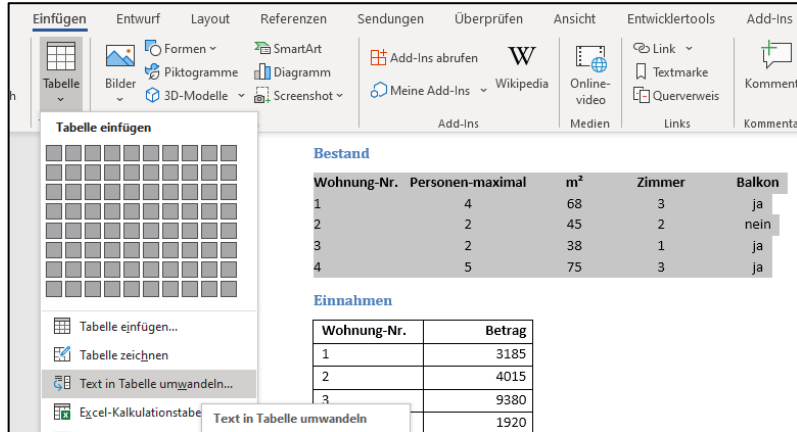 Einfügen Entwurf Layout Referenzen Sendungen Überprüfen Ansicht Entwicklertools Add-Ins
Tabelle
Bilder
Formen
Piktogramme
3D-Modelle
SmartArt
Diagramm
Screenshot
Add-Ins abrufen
Meine Add-Ins
W
Wikipedia
Add-Ins
Online-
video
Medien
Link
Textmarke
Querverweis
Links
Komment
Kommenta
Tabelle einfügen
Tabelle einfügen...
Tabelle zeichnen
Text in Tabelle umwandeln...
Excel-Kalkulationstabe
Text in Tabelle umwandeln
Bestand
Wohnung-Nr. Personen-maximal m² Zimmer Balkon
1 4 68 3 ja
2 2 45 2 nein
3 2 38 1 ja
4 5 75 3 ja
Einnahmen
Wohnung-Nr. Betrag
1 3185
2 4015
3 9380
1920